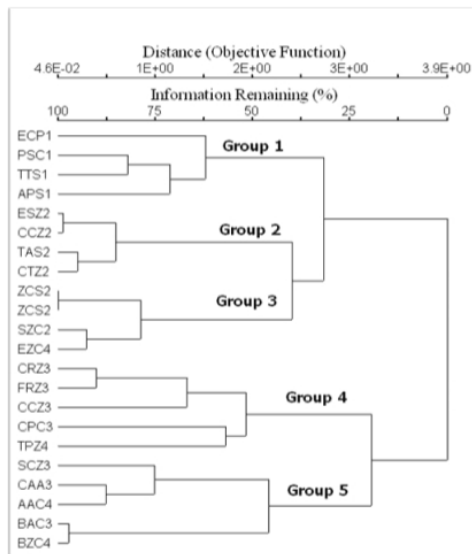 Distance (Objective Function)
4.6E-02 1E+00 2E+00 3E+00 3.9E+00
Information Remaining (%)
100 75 50 25 0
ECP1
Group 1
PSC1
TTS1
APS1
ESZ2
CCZ2
Group 2
TAS2
CTZ2
ZCS2
ZCS2
Group 3
SZC2
EZC4
CRZ3
FRZ3
Group 4
CCZ3
CPC3
TPZ4
SCZ3
CAA3
Group 5
AAC4
BAC3
BZC4